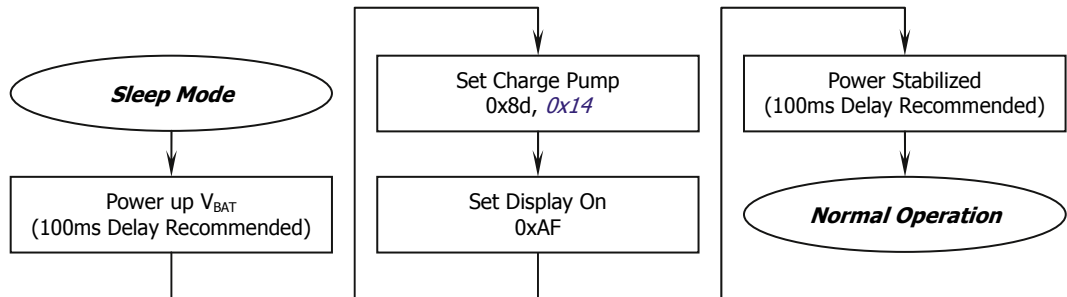 Sleep Mode
Power up VBAT
(100ms Delay Recommended)
Set Charge Pump
0x8d, 0x14
Set Display On
0xAF
Power Stabilized
(100ms Delay Recommended)
Normal Operation